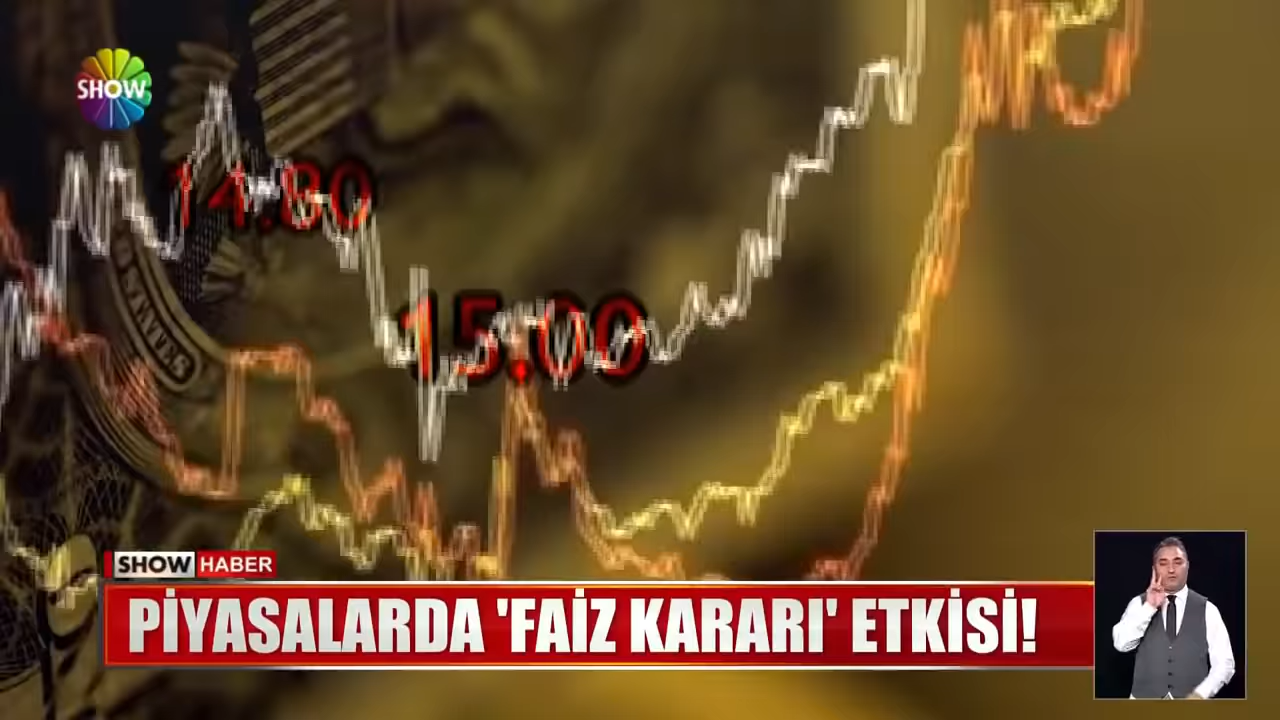 SHOW
14.80
15.00
SHOW HABER
PİYASALARDA 'FAİZ KARARI' ETKİSİ!